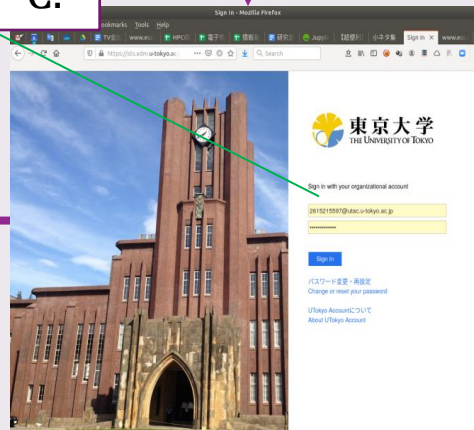 C.
Sign In - Mozilla Firefox
ookmarks Tools Help
Sign In
https://sts.adm.u-tokyo.ac
Search
東京大学
THE UNIVERSITY OF TOKYO
Sign in with your organizational account
2615215597@utac.u-tokyo.ac.jp
Sign in
パスワード変更・再設定
Change or reset your password
UTokyo Accountについて
About UTokyo Account